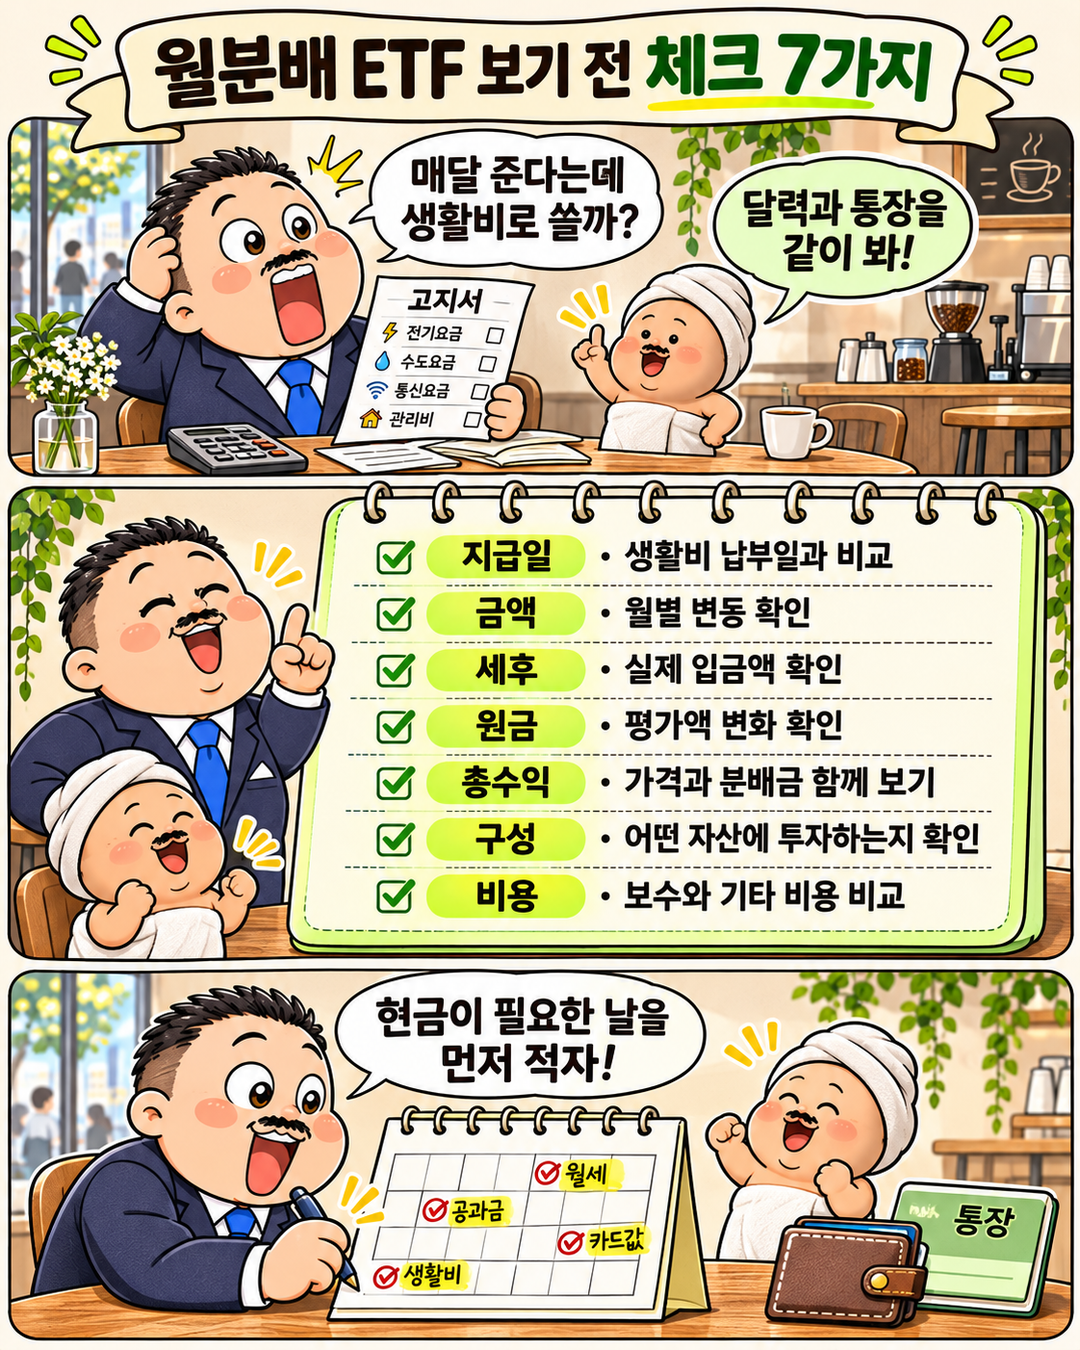 월분배 ETF 보기 전 체크 7가지
매달 준다는데
생활비로 쓸까?
달력과 통장을
같이 봐!
고지서
전기요금
수도요금
통신요금
관리비
지급일 • 생활비 납부일과 비교
금액 • 월별 변동 확인
세후 • 실제 입금액 확인
원금 • 평가액 변화 확인
총수익 • 가격과 분배금 함께 보기
구성 • 어떤 자산에 투자하는지 확인
비용 • 보수와 기타 비용 비교
현금이 필요한 날을
먼저 적자!
월세
공과금
카드값
생활비
통장